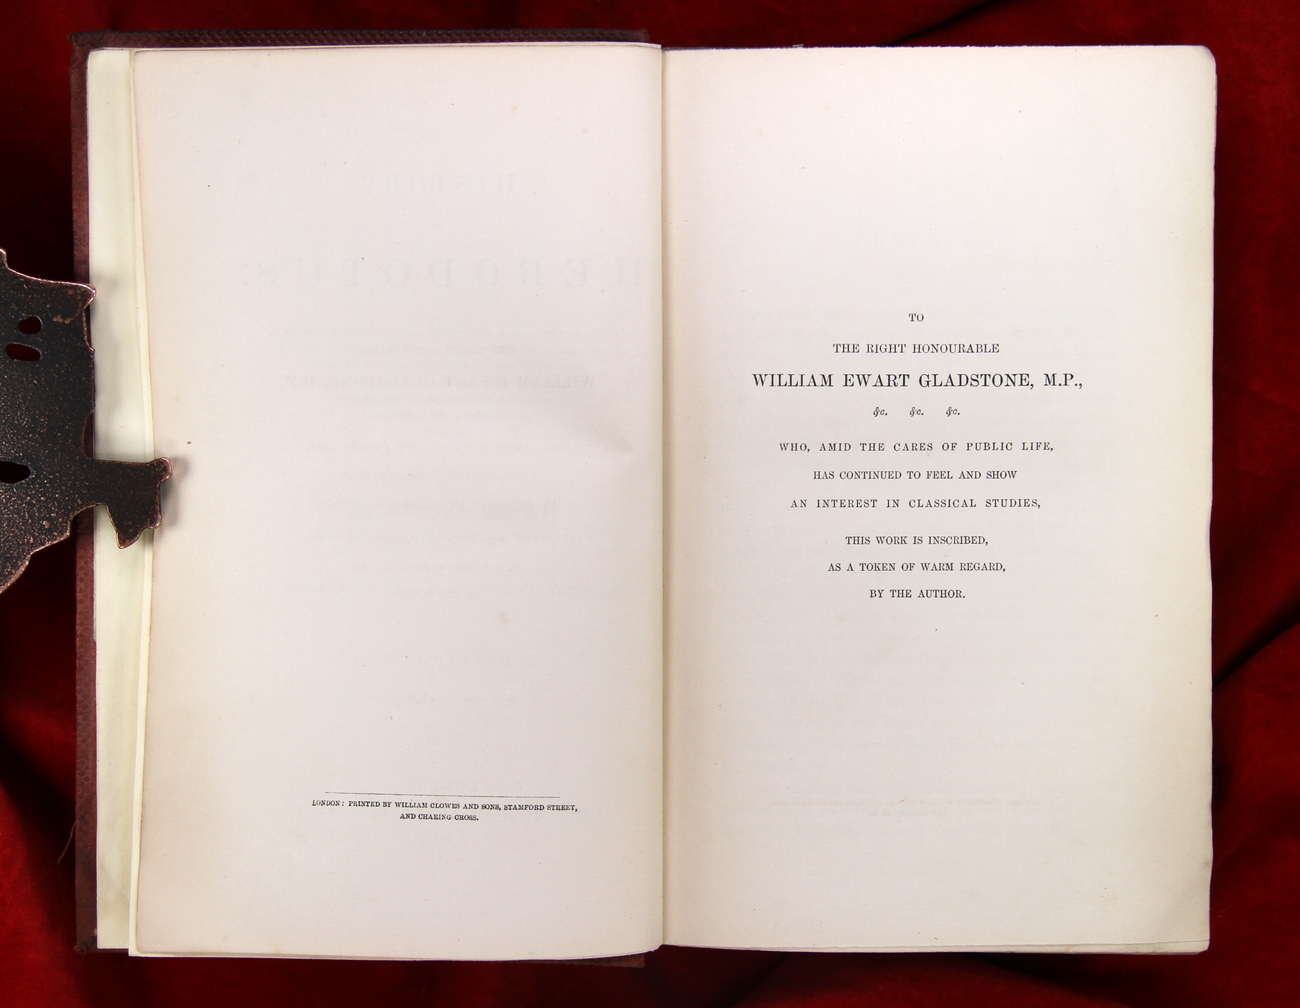 HISTORY
HERODOTUS.
LONDON: PRINTED BY WILLIAM CLOWES AND SONS, STAMFORD STREET,
AND CHARING CROSS.
TO
THE RIGHT HONOURABLE
WILLIAM EWART GLADSTONE, M.P.,
&c. &c. &c.
WHO, AMID THE CARES OF PUBLIC LIFE,
HAS CONTINUED TO FEEL AND SHOW
AN INTEREST IN CLASSICAL STUDIES,
THIS WORK IS INSCRIBED,
AS A TOKEN OF WARM REGARD,
BY THE AUTHOR.